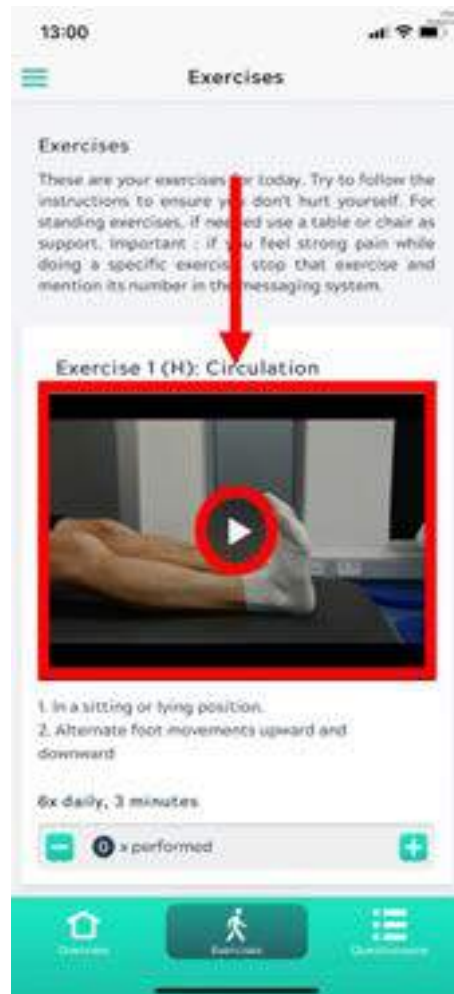 13:00
Exercises
Exercises
These are your exercises for today. Try to follow the
instructions to ensure you don't hurt yourself. For
standing exercises, if needed use a table or chair as
support. Important : if you feel strong pain while
doing a specific exercise, stop that exercise and
mention its number in the messaging system.
Exercise 1 (H): Circulation
1. In a sitting or lying position.
2. Alternate foot movements upward and
downward
6x daily, 3 minutes
0 x performed
Overview
Exercises